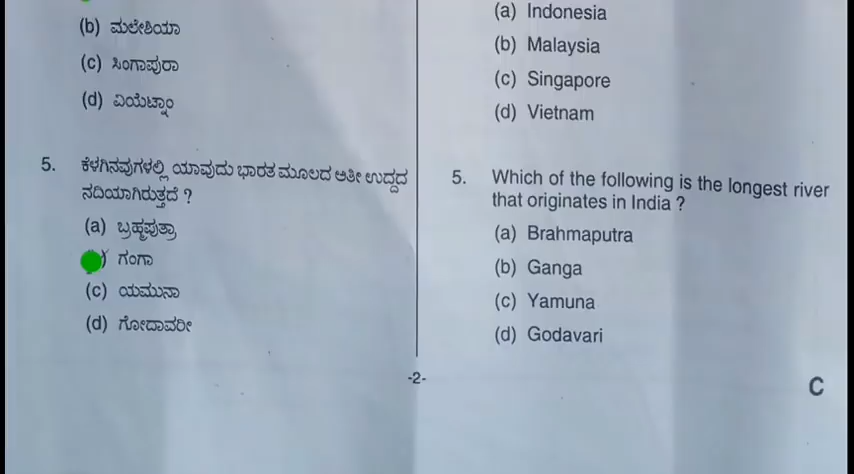 (b) ಮಲೇಶಿಯಾ
(c) ಸಿಂಗಾಪುರಾ
(d) ವಿಯೆಟ್ನಾಂ
5. ಕೆಳಗಿನವುಗಳಲ್ಲಿ ಯಾವುದು ಭಾರತ ಮೂಲದ ಅತೀ ಉದ್ದದ
ನದಿಯಾಗಿರುತ್ತದೆ ?
(a) ಬ್ರಹ್ಮಪುತ್ರಾ
) ಗಂಗಾ
(c) ಯಮುನಾ
(d) ಗೋದಾವರೀ
(a) Indonesia
(b) Malaysia
(c) Singapore
(d) Vietnam
5. Which of the following is the longest river
that originates in India ?
(a) Brahmaputra
(b) Ganga
(c) Yamuna
(d) Godavari
-2-
C